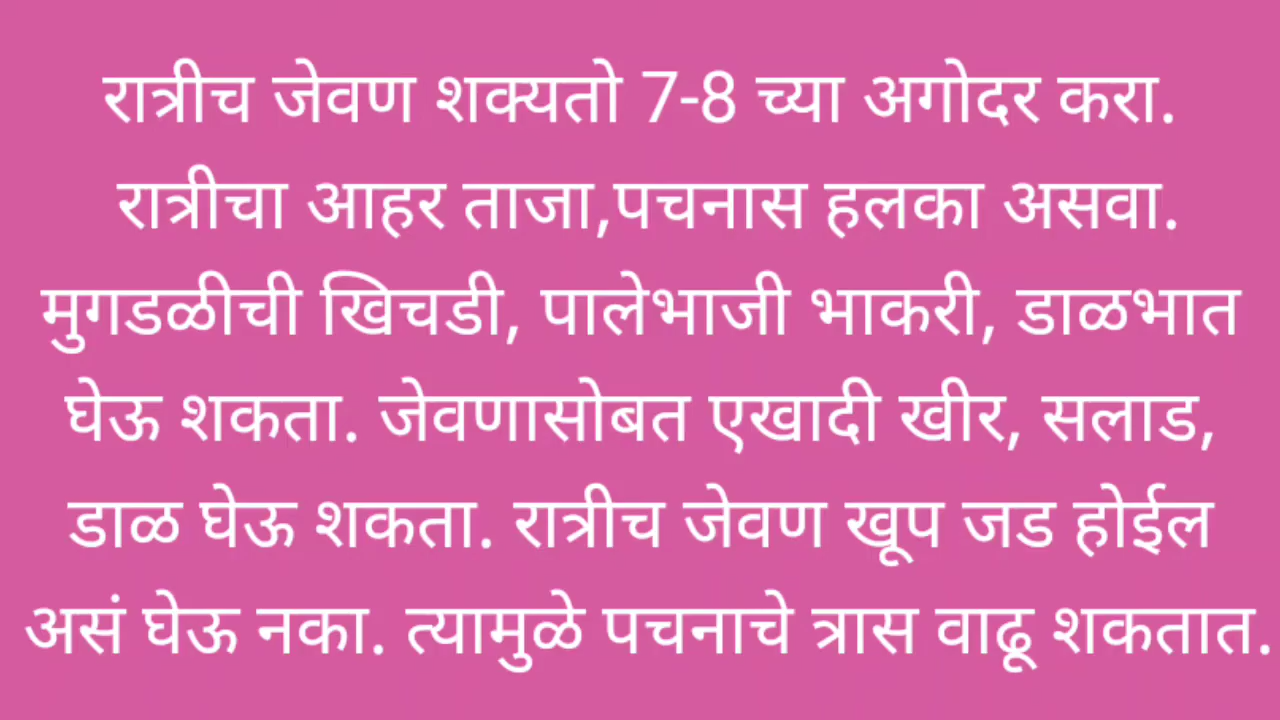 रात्रीच जेवण शक्यतो 7-8 च्या अगोदर करा.
रात्रीचा आहर ताजा,पचनास हलका असवा.
मुगडळीची खिचडी, पालेभाजी भाकरी, डाळभात
घेऊ शकता. जेवणासोबत एखादी खीर, सलाड,
डाळ घेऊ शकता. रात्रीच जेवण खूप जड होईल
असं घेऊ नका. त्यामुळे पचनाचे त्रास वाढू शकतात.